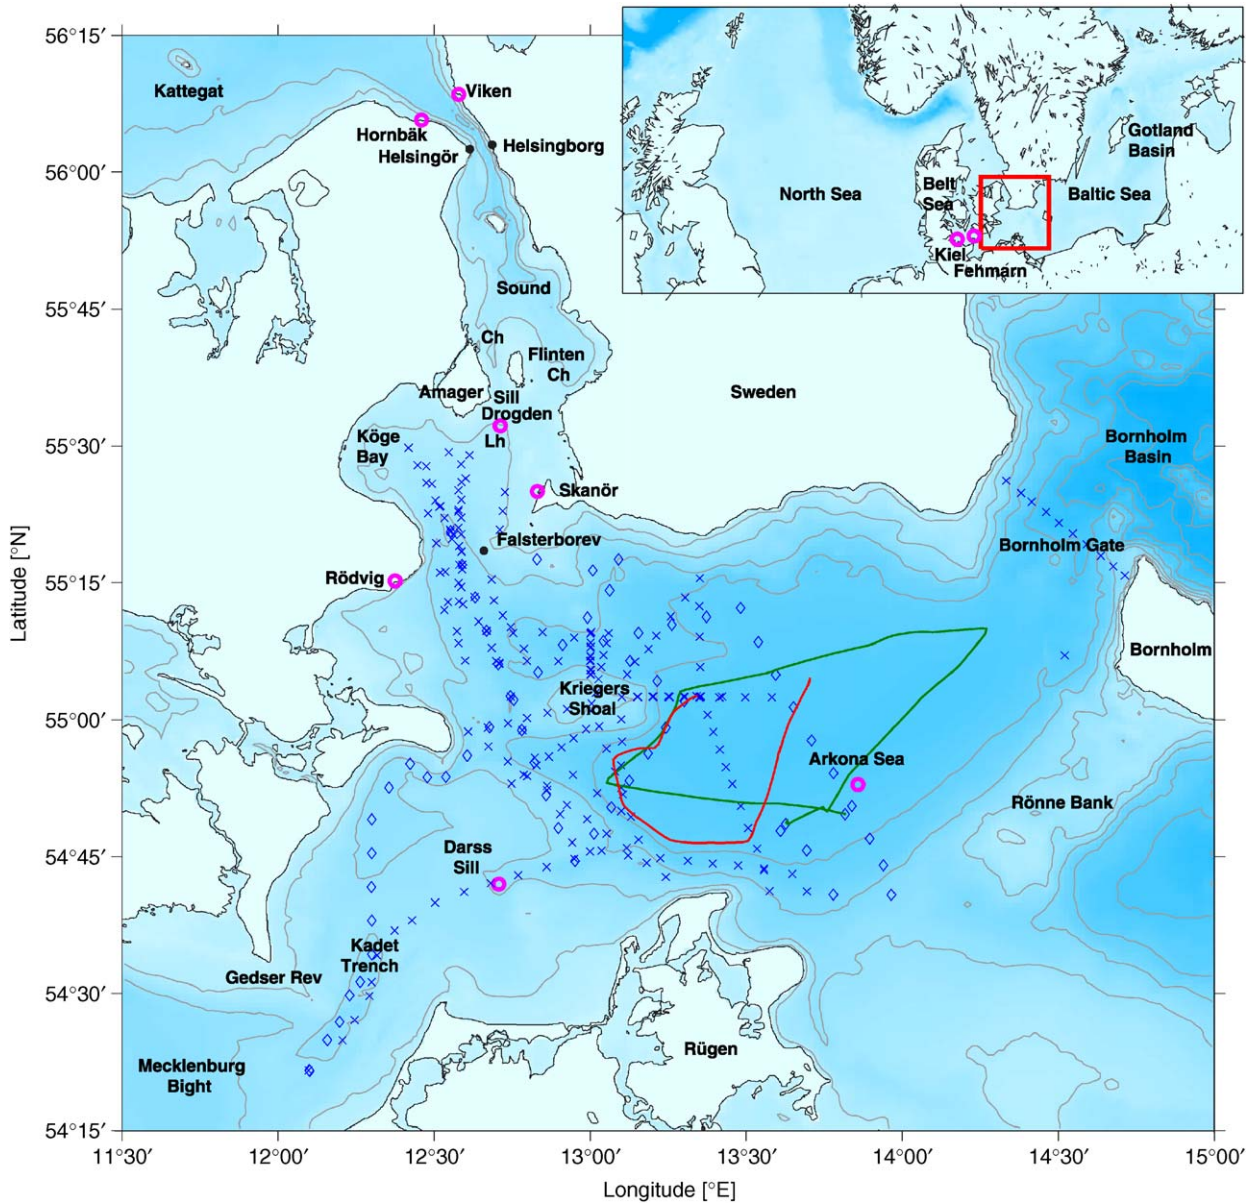 56°15′
56°00′
55°45′
55°30′
55°15′
55°00′
54°45′
54°30′
54°15′
Latitude [°N]
Kattegat
Viken
Hornbäk
Helsingör
Helsingborg
Sound
Ch
Flinten
Ch
Amager
Sill
Drogden
Lh
Köge
Bay
Skanör
Falsterborev
Rödvig
Sweden
Bornholm
Basin
Bornholm Gate
Bornholm
Kriegers
Shoal
Arkona Sea
Rönne Bank
Darss
Sill
Kadet
Trench
Gedser Rev
Mecklenburg
Bight
Rügen
North Sea
Belt
Sea
Kiel
Fehmarn
Baltic Sea
Gotland
Basin
11°30′
12°00′
12°30′
13°00′
13°30′
14°00′
14°30′
15°00′
Longitude [°E]